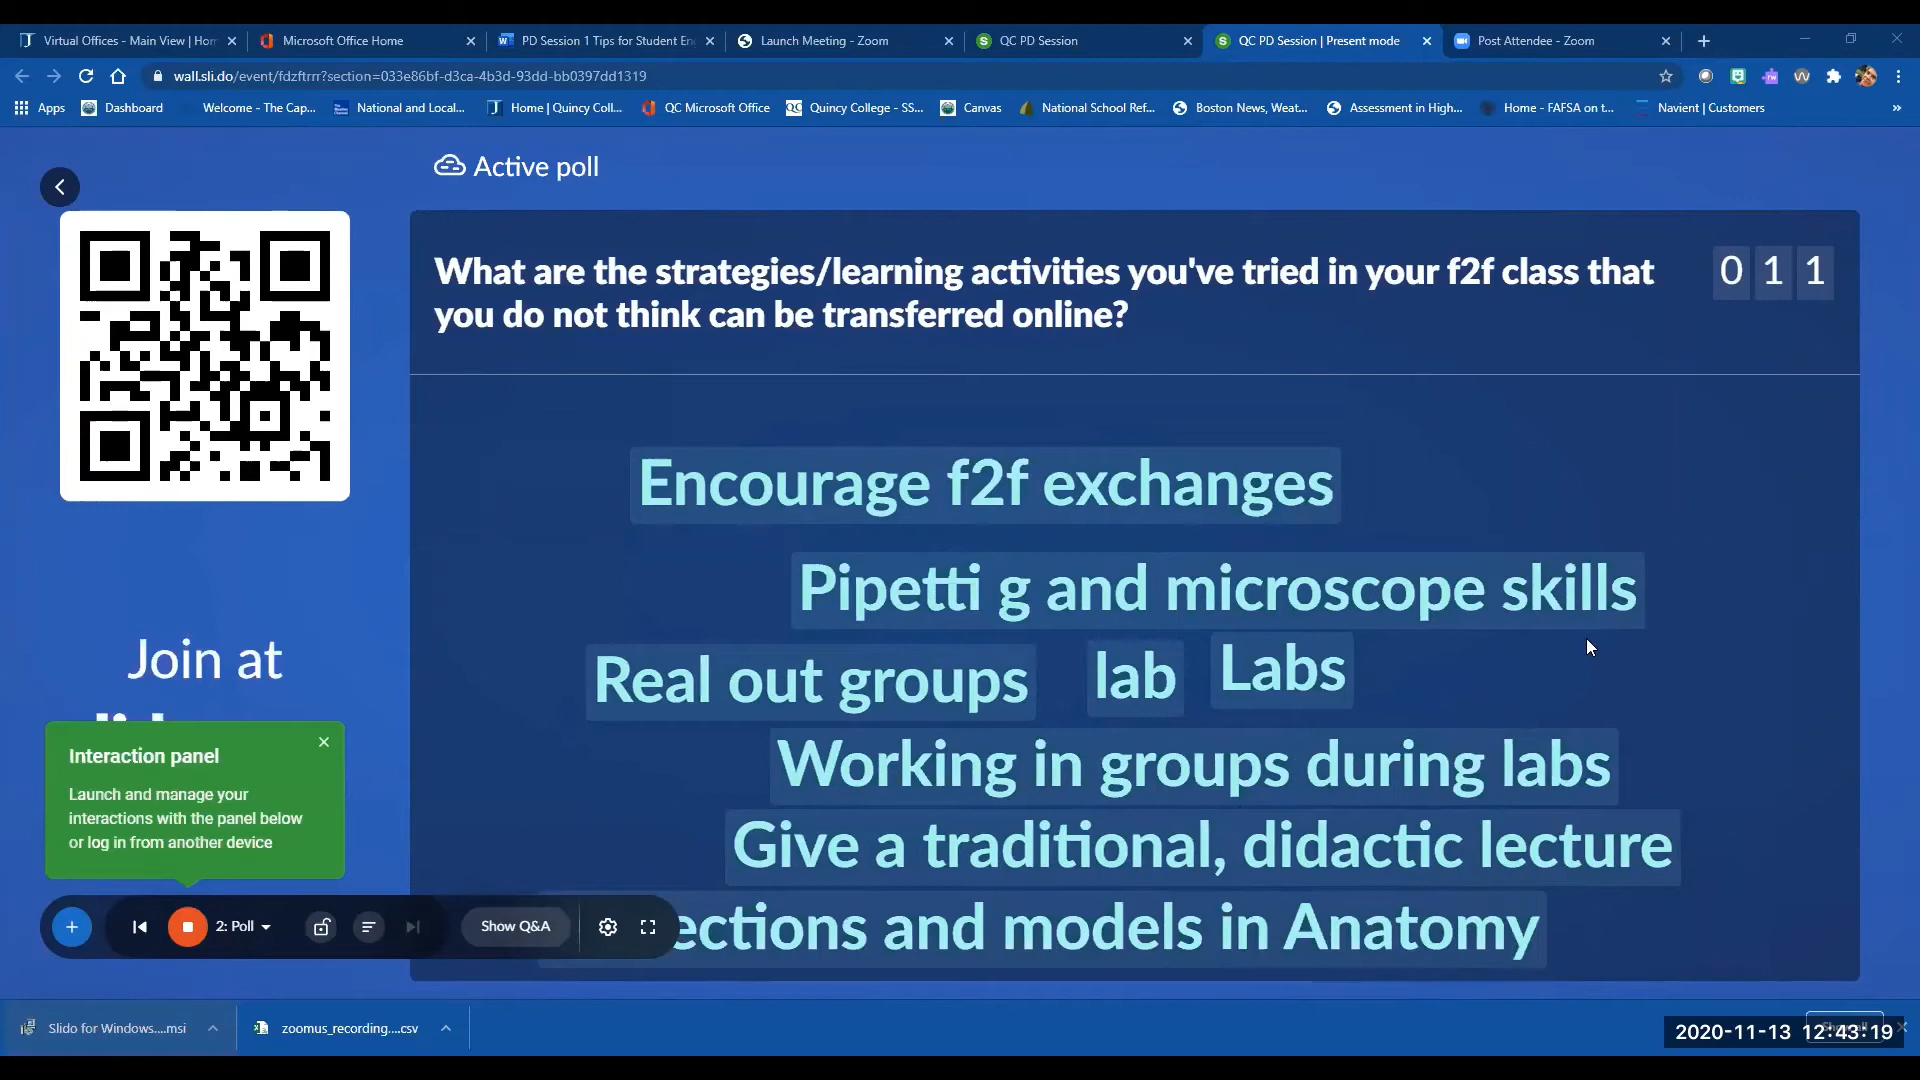 Virtual Offices - Main View | Hom
Microsoft Office Home
PD Session 1 Tips for Student En
Launch Meeting - Zoom
QC PD Session
QC PD Session | Present mode
Post Attendee - Zoom
wall.sli.do/event/fdzftrrr?section=033e86bf-d3ca-4b3d-93dd-bb0397dd1319
Apps
Dashboard
Welcome - The Cap...
National and Local...
Home | Quincy Coll...
QC Microsoft Office
Quincy College - SS...
Canvas
National School Ref...
Boston News, Weat...
Assessment in High...
Home - FAFSA on t...
Navient | Customers
Active poll
What are the strategies/learning activities you've tried in your f2f class that
you do not think can be transferred online?
0 1 1
Encourage f2f exchanges
Pipetti g and microscope skills
Real out groups
lab
Labs
Working in groups during labs
Give a traditional, didactic lecture
ections and models in Anatomy
Join at
Interaction panel
Launch and manage your
interactions with the panel below
or log in from another device
2: Poll
Show Q&A
Slido for Windows....msi
zoomus_recording....csv
2020-11-13 12:43:19